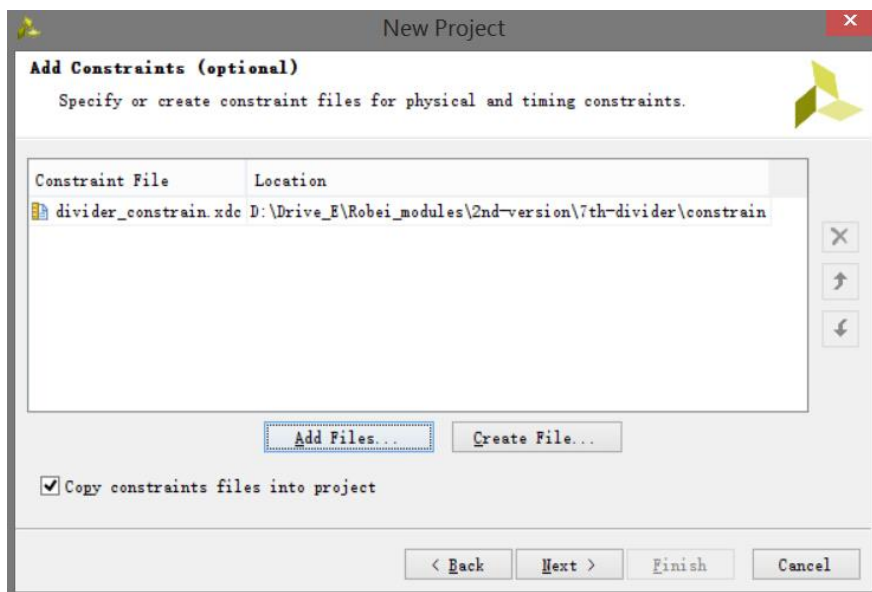 New Project
Add Constraints (optional)
Specify or create constraint files for physical and timing constraints.
Constraint File Location
divider_constrain.xdc D:\Drive_E\Robei_modules\2nd-version\7th-divider\constrain
Add Files...
Create File...
Copy constraints files into project
< Back
Next >
Finish
Cancel